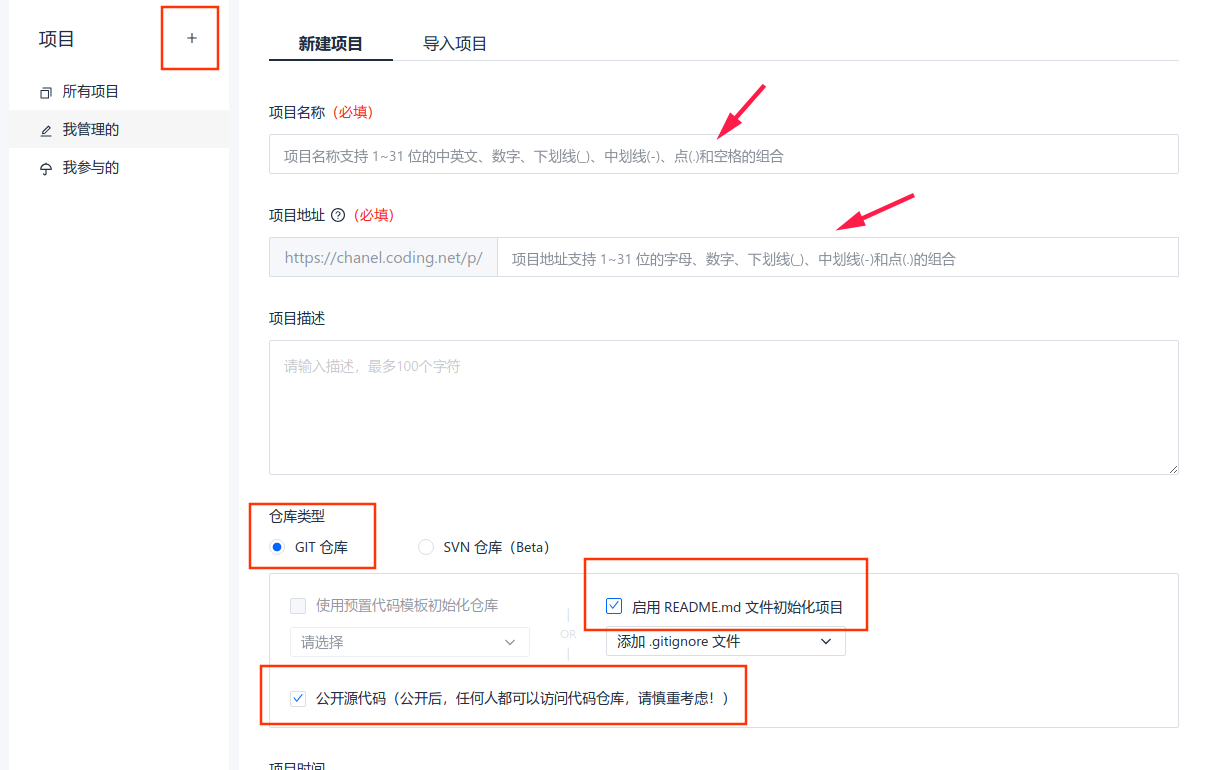 项目
+
所有项目
我管理的
我参与的
新建项目 导入项目
项目名称（必填）
项目名称支持 1~31 位的中英文、数字、下划线(_)、中划线(-)、点(.)和空格的组合
项目地址 ?（必填）
https://chanel.coding.net/p/ 项目地址支持 1~31 位的字母、数字、下划线(_)、中划线(-)和点(.)的组合
项目描述
请输入描述，最多100个字符
仓库类型
GIT 仓库 SVN 仓库（Beta）
使用预置代码模板初始化仓库
请选择
OR
启用 README.md 文件初始化项目
添加 .gitignore 文件
公开源代码（公开后，任何人都可以访问代码仓库，请慎重考虑！）
项目时间